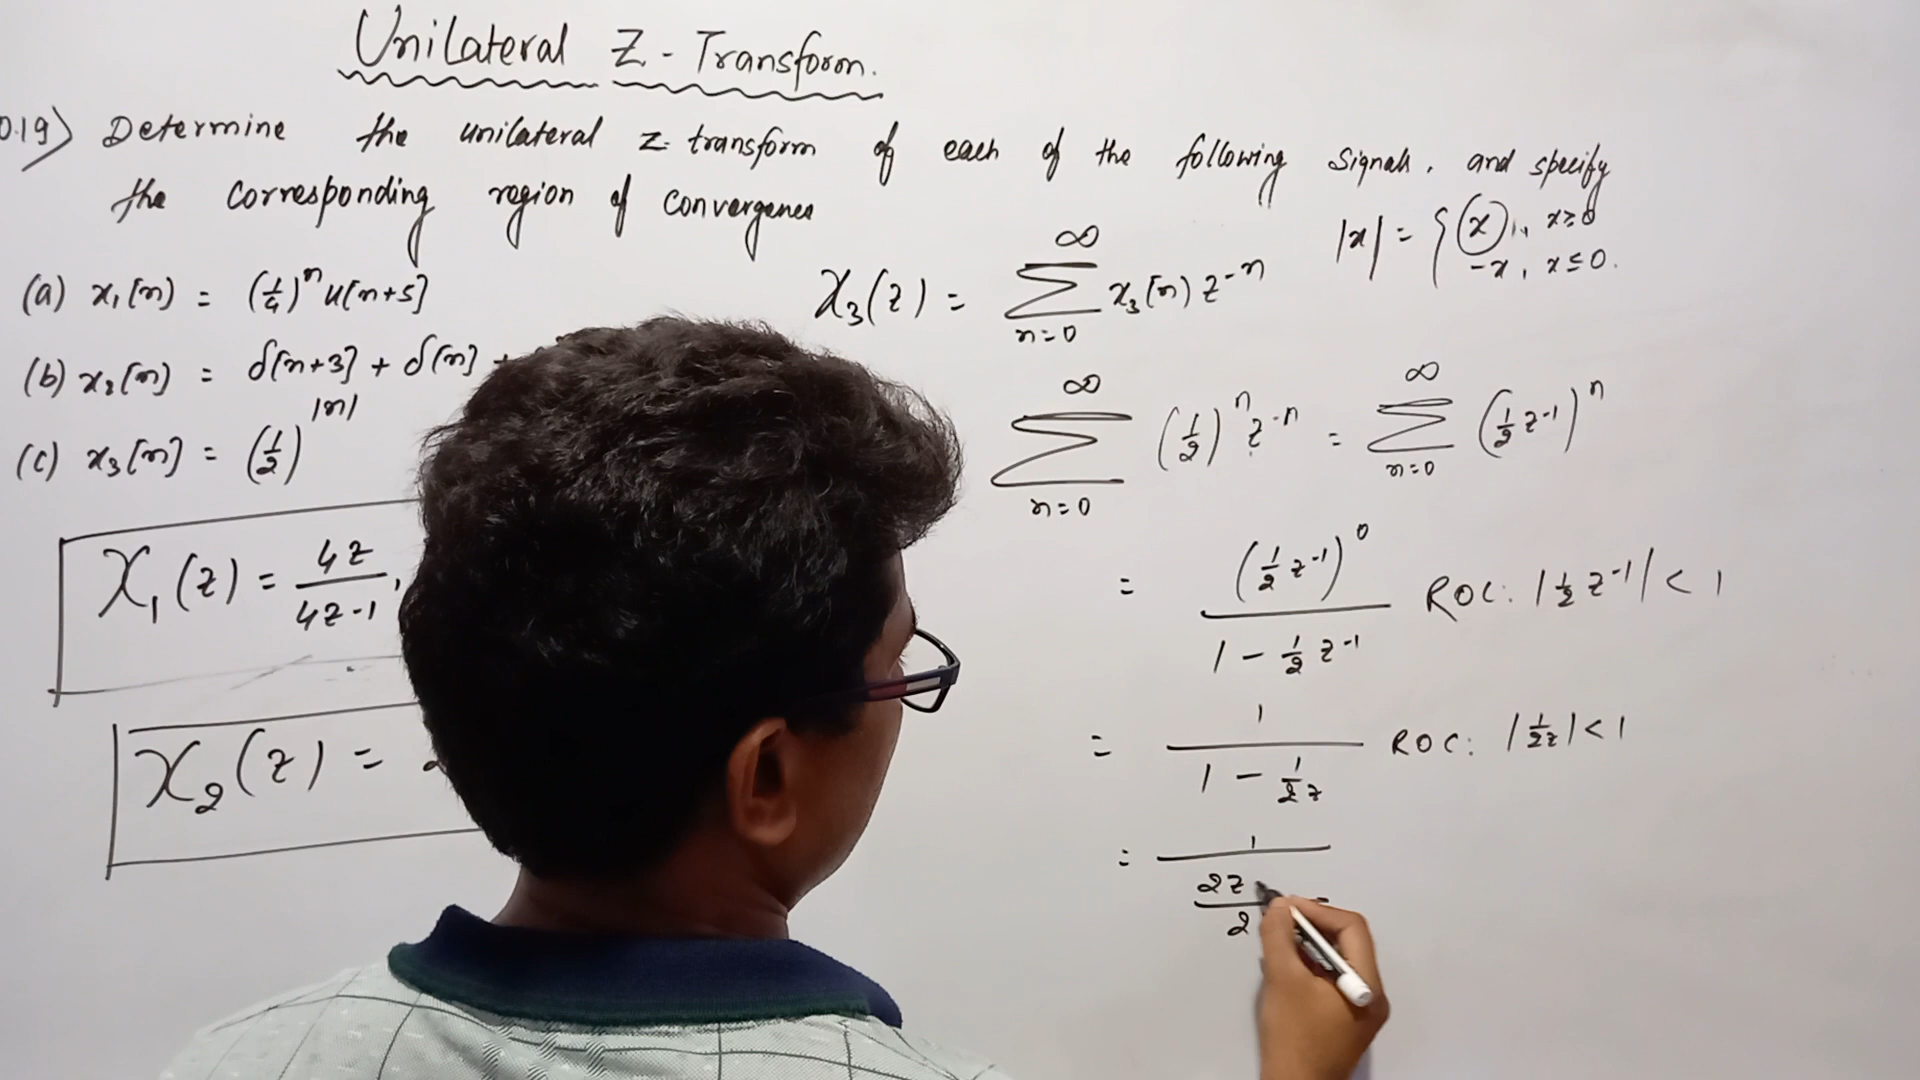 Unilateral Z-Transform.
0.19) Determine the unilateral z-transform of each of the following signals, and specify
the corresponding region of convergence
|x| = { x, x≥0
-x, x≤0.
(a) x₁[n] = (1/4)ⁿ u[n+5]
(b) x₂[n] = δ[n+3] + δ[n] +
(c) x₃[n] = (1/2)^|n|
X₁(z) = 4z/(4z-1),
X₂(z) =
X₃(z) = ∞ Σ n=0 x₃[n] z⁻ⁿ
∞ Σ n=0 (1/2)ⁿ z⁻ⁿ = ∞ Σ n=0 (1/2 z⁻¹)ⁿ
= (1/2 z⁻¹)⁰ / (1 - 1/2 z⁻¹) ROC: |1/2 z⁻¹| < 1
= 1 / (1 - 1/2z) ROC: |1/2z| < 1
= 1 / (2z / 2